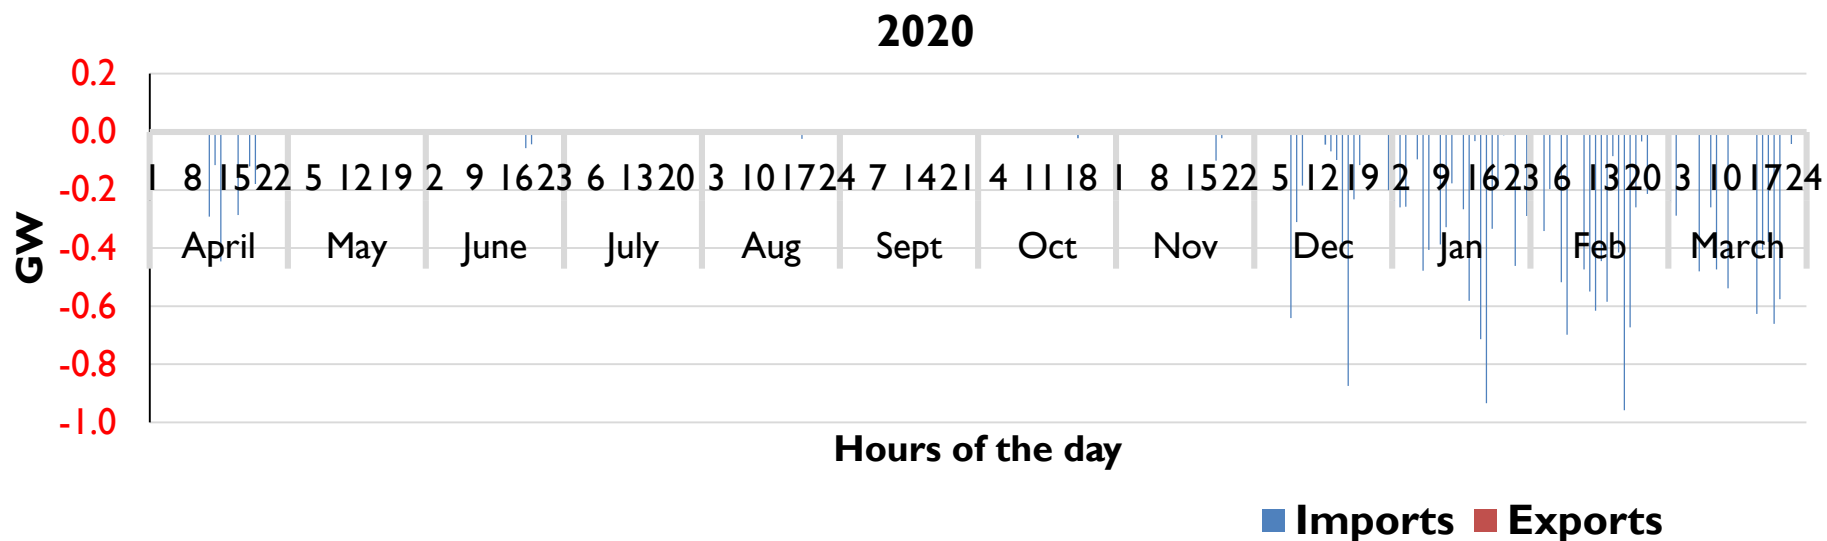 2020
0.2
0.0
1 8 15 22 5 12 19 2 9 16 23 6 13 20 3 10 17 24 7 14 21 4 11 18 1 8 15 22 5 12 19 2 9 16 23 6 13 20 3 10 17 24
-0.2
-0.4
April May June July Aug Sept Oct Nov Dec Jan Feb March
-0.6
-0.8
-1.0
GW
Hours of the day
Imports Exports